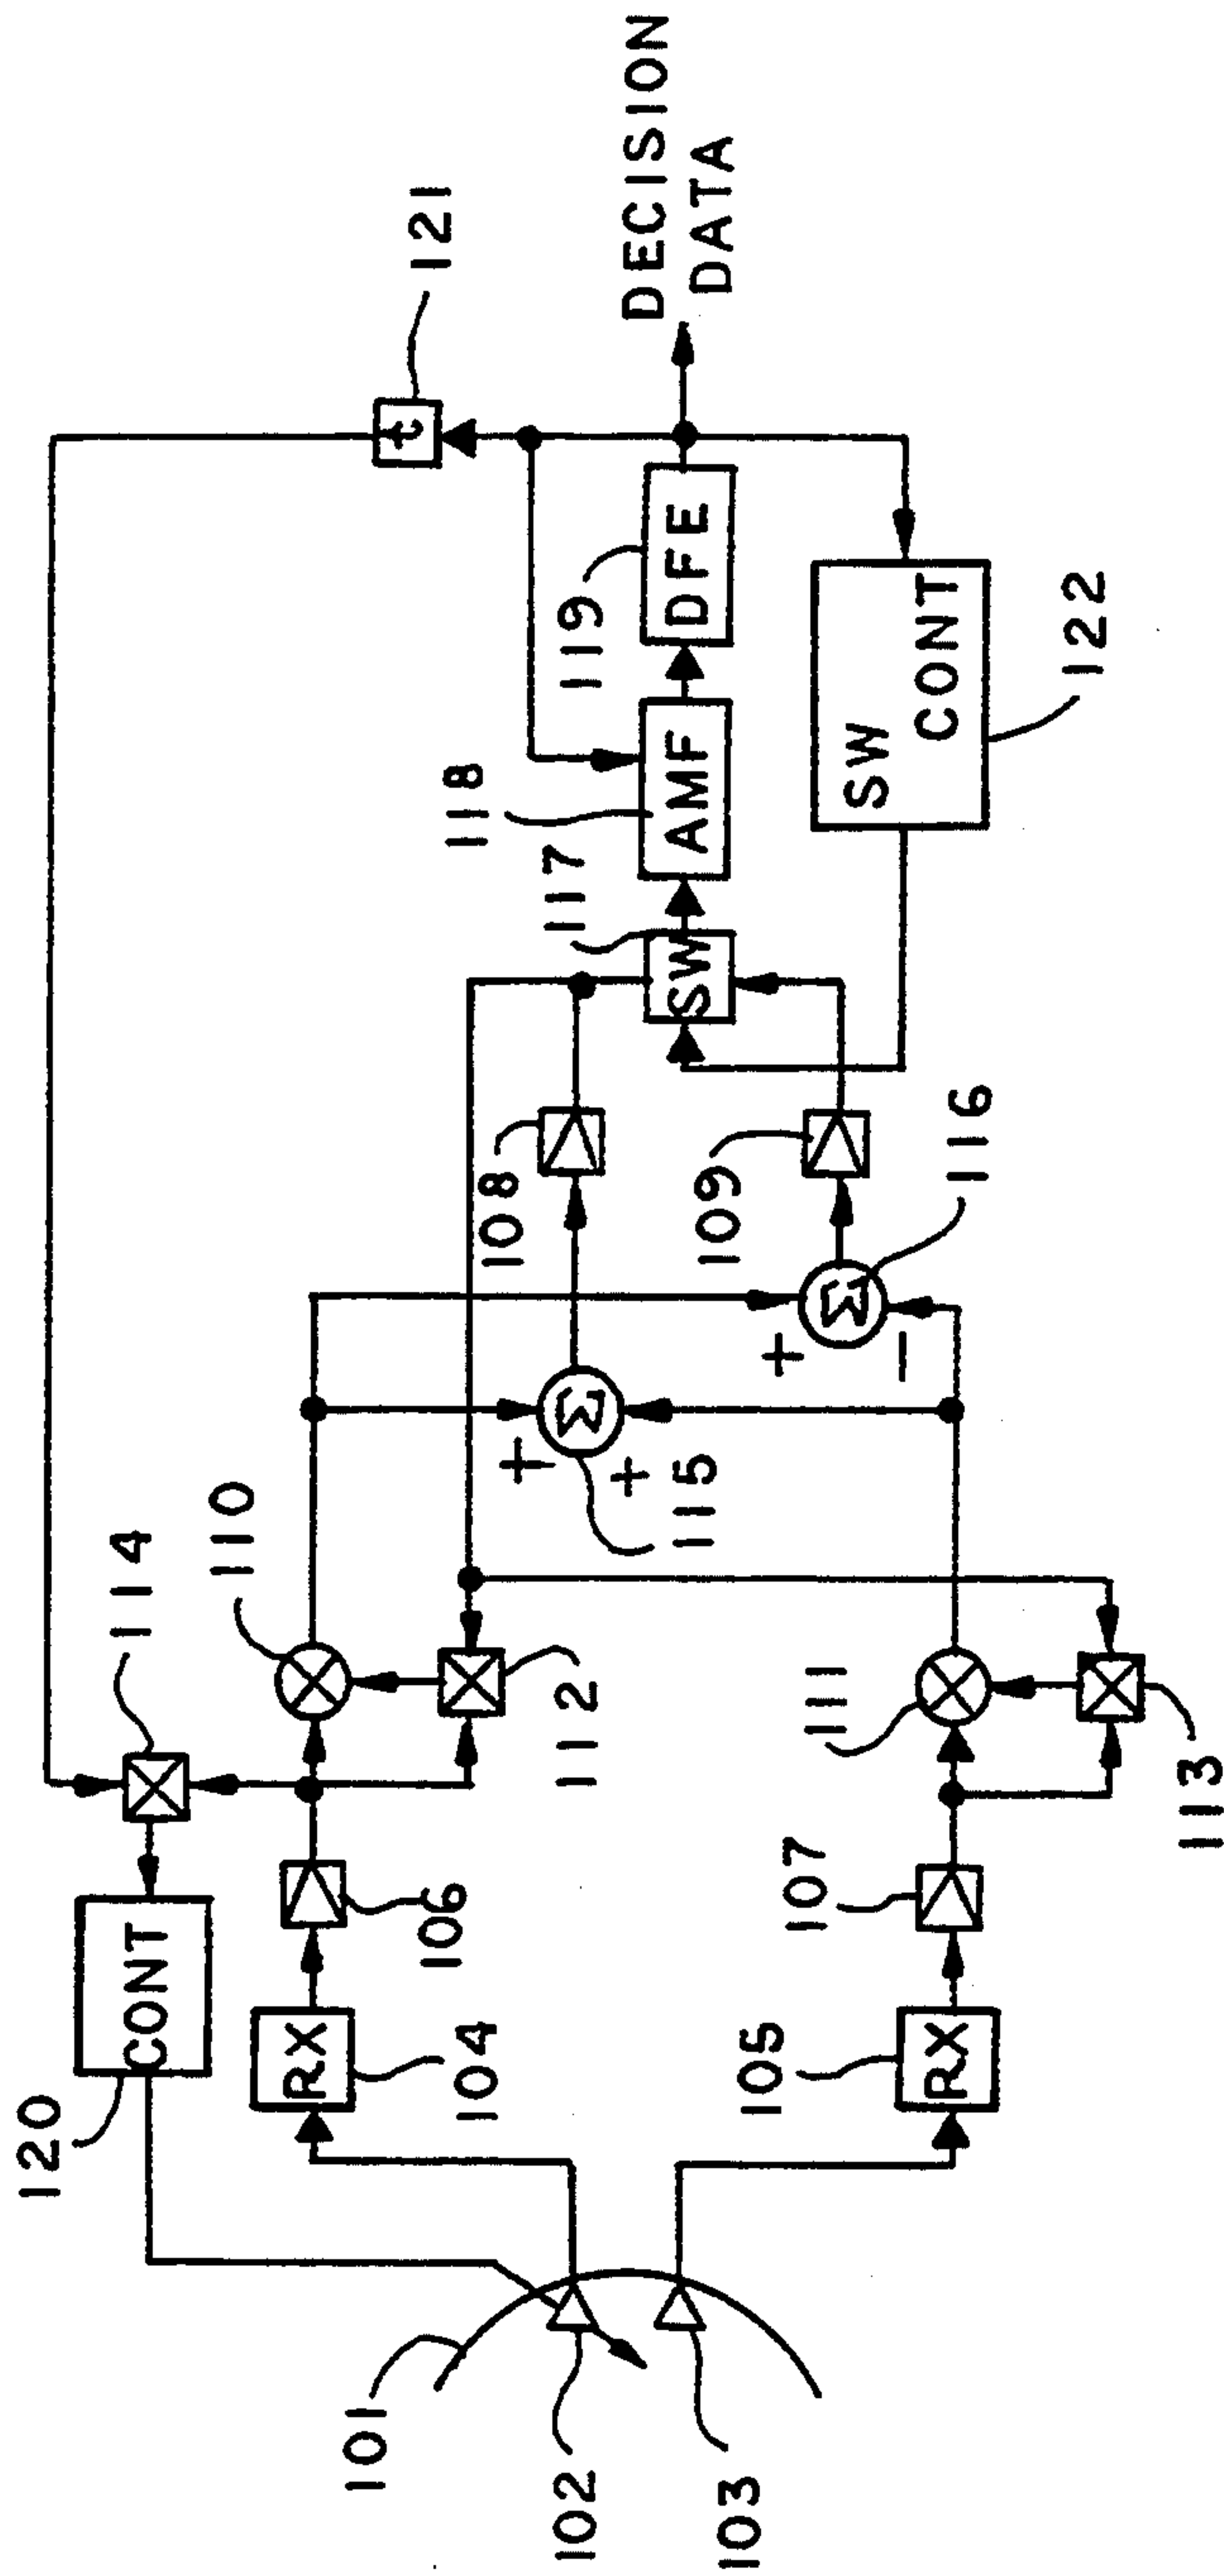 101
102
103
120
CONT
114
104
RX
105
RX
106
107
110
112
111
113
Σ
+
+
115
Σ
+
−
116
108
109
117
SW
118
AMF
119
DFE
121
t
DECISION
DATA
SW
CONT
122